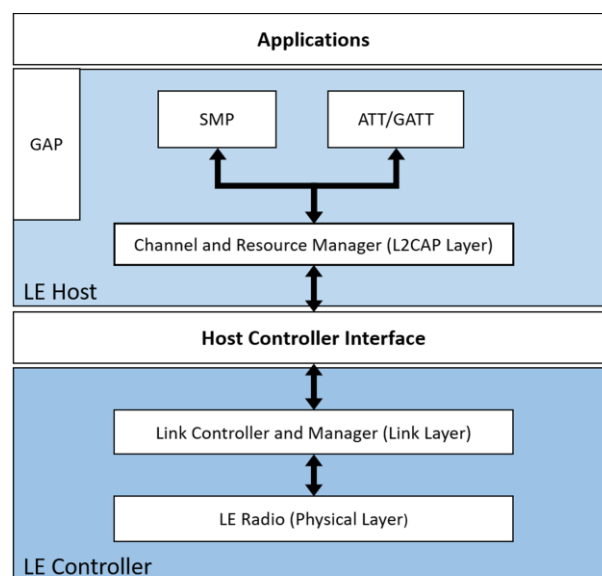 Applications
GAP
SMP
ATT/GATT
Channel and Resource Manager (L2CAP Layer)
LE Host
Host Controller Interface
Link Controller and Manager (Link Layer)
LE Radio (Physical Layer)
LE Controller